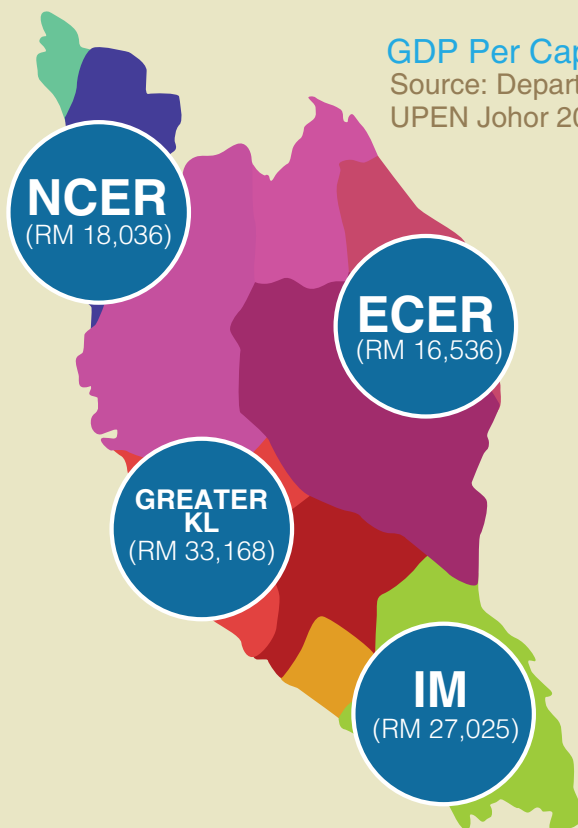 GDP Per Cap
Source: Depart
UPEN Johor 20
NCER
(RM 18,036)
ECER
(RM 16,536)
GREATER
KL
(RM 33,168)
IM
(RM 27,025)